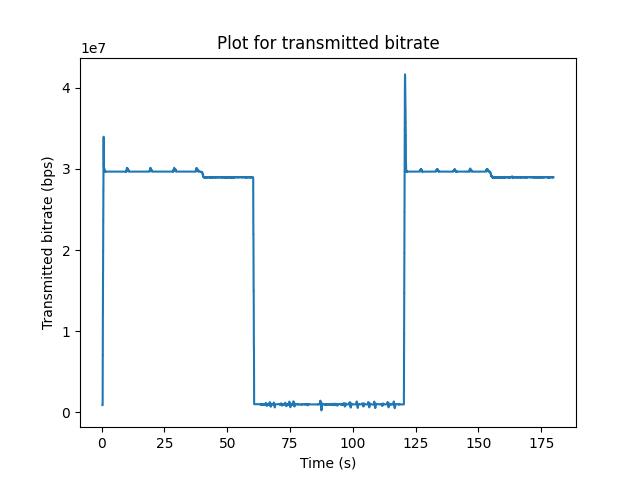 Plot for transmitted bitrate
1e7
4
3
2
1
0
Transmitted bitrate (bps)
0 25 50 75 100 125 150 175
Time (s)